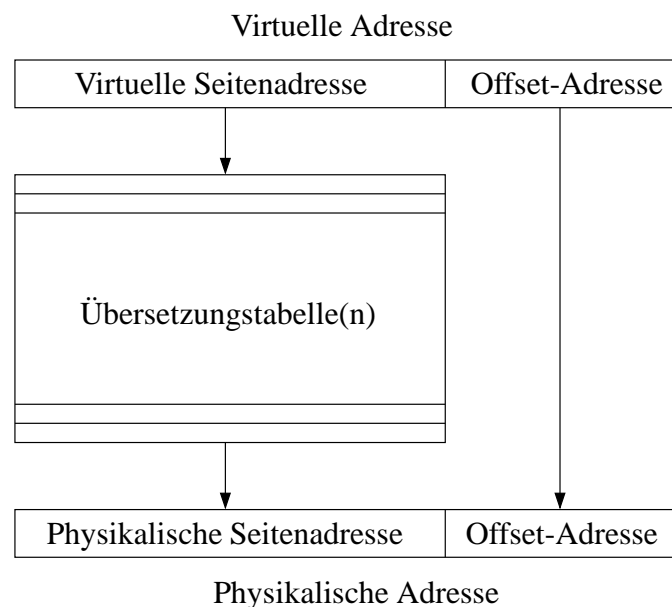 Virtuelle Adresse
Virtuelle Seitenadresse Offset-Adresse
Übersetzungstabelle(n)
Physikalische Seitenadresse Offset-Adresse
Physikalische Adresse